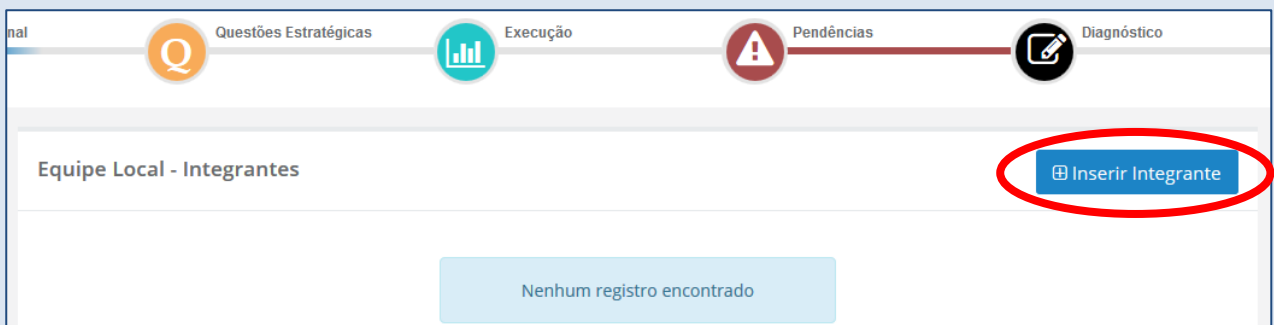 nal
Questões Estratégicas
Execução
Pendências
Diagnóstico
Q
Equipe Local - Integrantes
Inserir Integrante
Nenhum registro encontrado